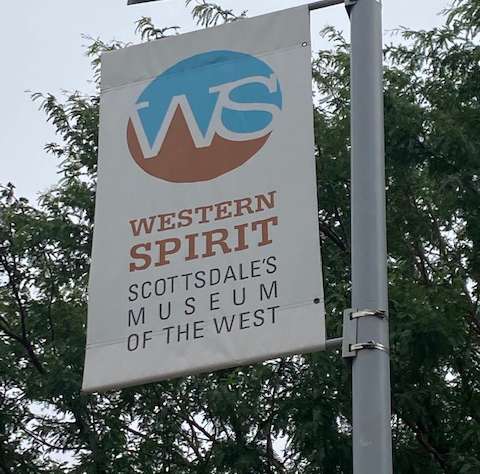 WS
WESTERN
SPIRIT
SCOTTSDALE'S
MUSEUM
OF THE WEST